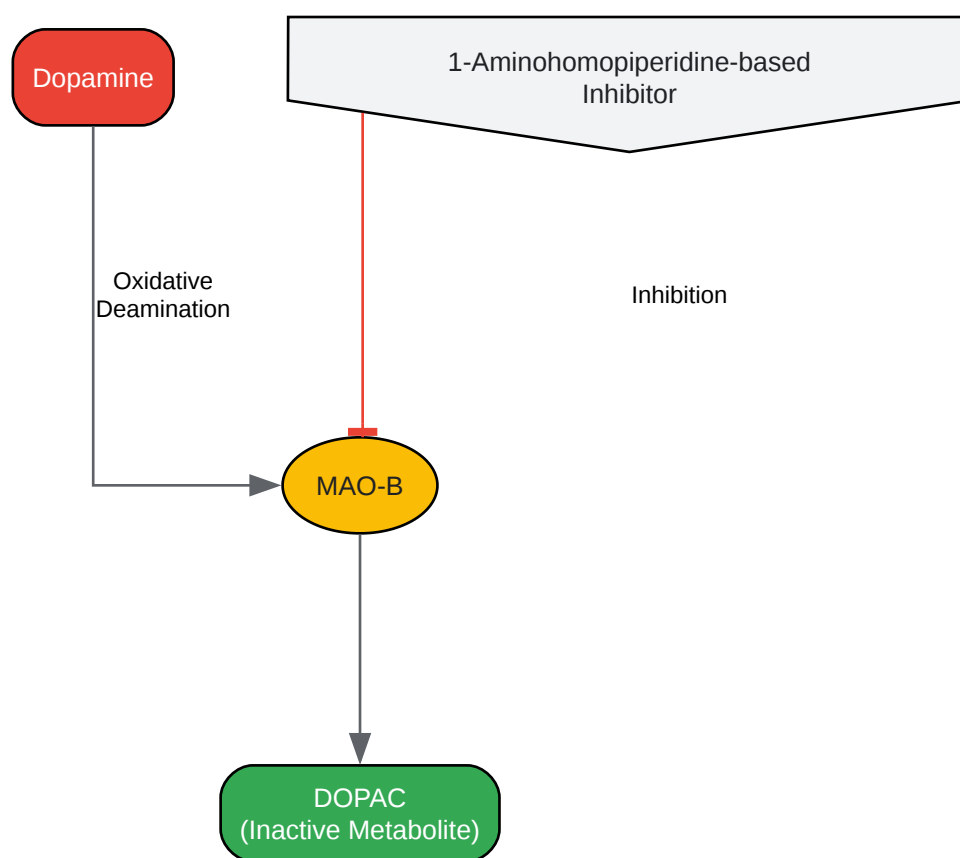 Dopamine
1-Aminohomopiperidine-based
Inhibitor
Oxidative
Deamination
Inhibition
MAO-B
DOPAC
(Inactive Metabolite)